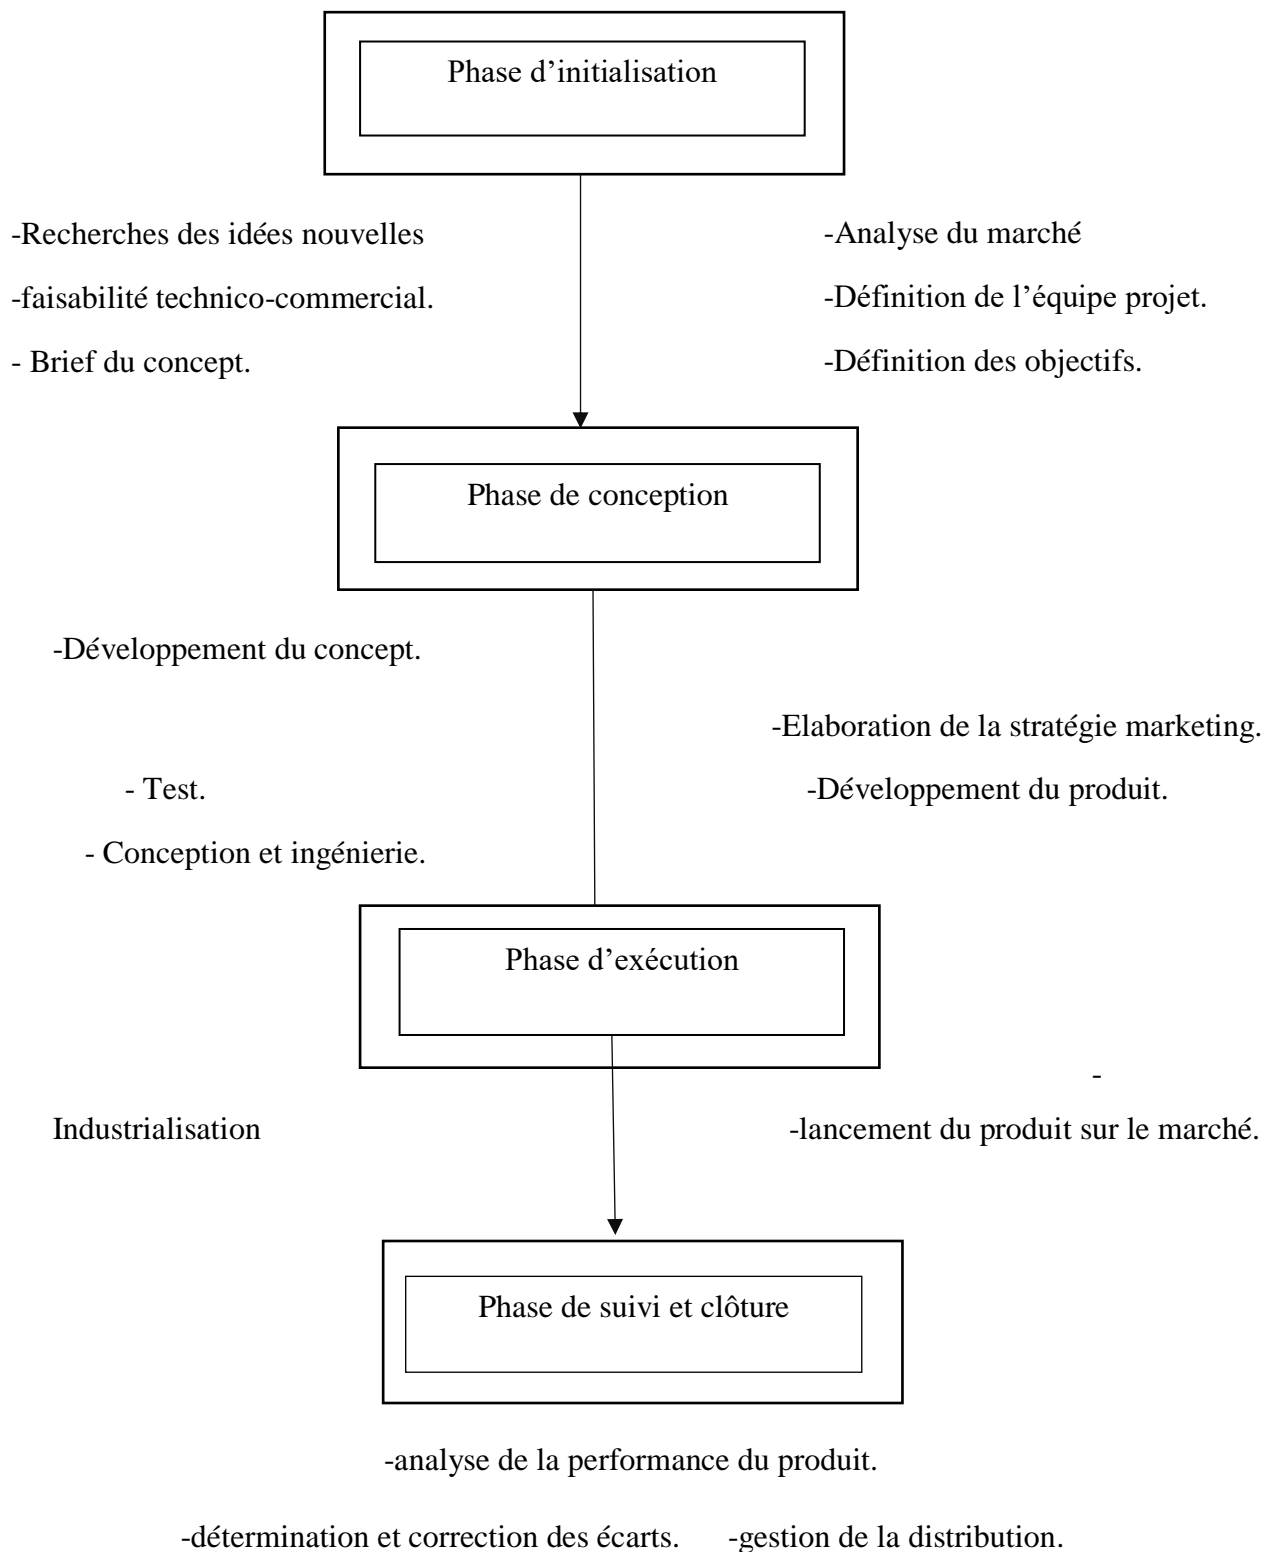 Phase d’initialisation
-Recherches des idées nouvelles
-Analyse du marché
-faisabilité technico-commercial.
-Définition de l’équipe projet.
- Brief du concept.
-Définition des objectifs.
Phase de conception
-Développement du concept.
-Elaboration de la stratégie marketing.
- Test.
-Développement du produit.
- Conception et ingénierie.
Phase d’exécution
-
Industrialisation
-lancement du produit sur le marché.
Phase de suivi et clôture
-analyse de la performance du produit.
-détermination et correction des écarts.
-gestion de la distribution.